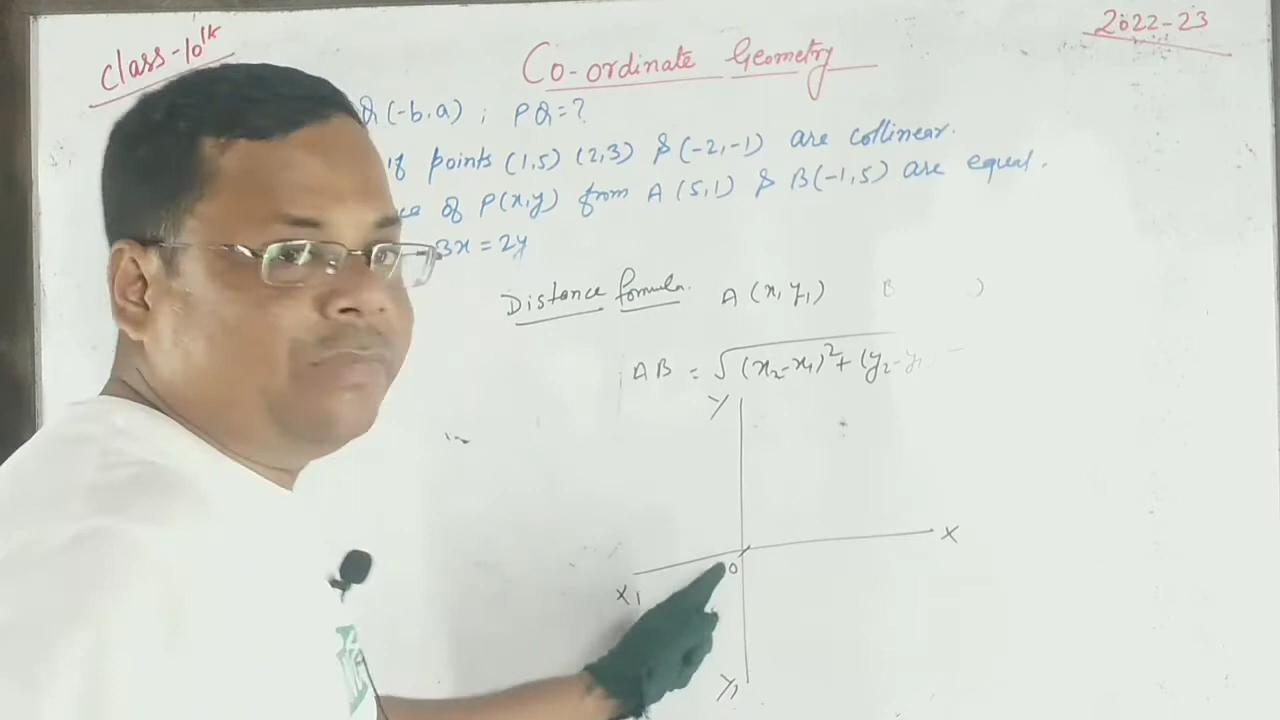 class-10th
2022-23
Co-ordinate Geometry
Q(-b,a) ; PQ=?
if points (1,5) (2,3) & (-2,-1) are collinear.
of P(x,y) from A (5,1) & B(-1,5) are equal.
3x = 2y
Distance formula. A (x, y₁) B )
AB = √(x₂-x₁)²+ (y₂-y₁
Y
X
0
X₁
Y₁